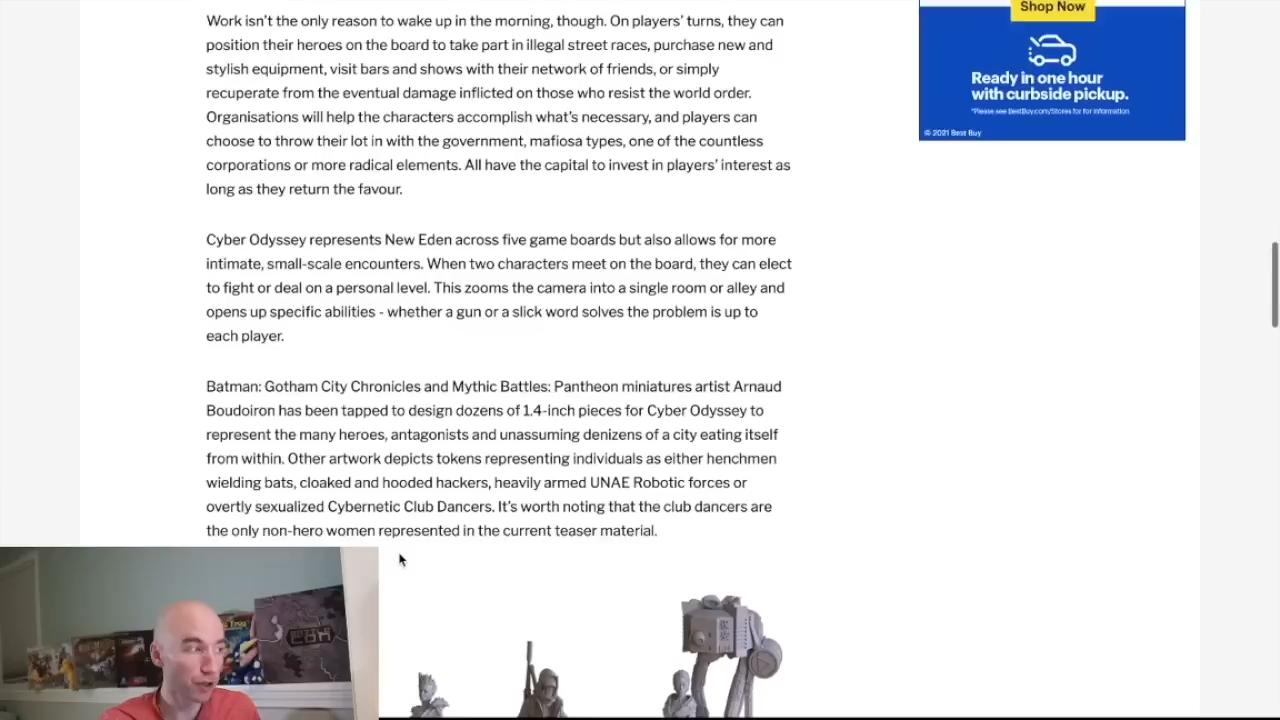 Work isn't the only reason to wake up in the morning, though. On players' turns, they can
position their heroes on the board to take part in illegal street races, purchase new and
stylish equipment, visit bars and shows with their network of friends, or simply
recuperate from the eventual damage inflicted on those who resist the world order.
Organisations will help the characters accomplish what's necessary, and players can
choose to throw their lot in with the government, mafiosa types, one of the countless
corporations or more radical elements. All have the capital to invest in players' interest as
long as they return the favour.
Cyber Odyssey represents New Eden across five game boards but also allows for more
intimate, small-scale encounters. When two characters meet on the board, they can elect
to fight or deal on a personal level. This zooms the camera into a single room or alley and
opens up specific abilities - whether a gun or a slick word solves the problem is up to
each player.
Batman: Gotham City Chronicles and Mythic Battles: Pantheon miniatures artist Arnaud
Boudoiron has been tapped to design dozens of 1.4-inch pieces for Cyber Odyssey to
represent the many heroes, antagonists and unassuming denizens of a city eating itself
from within. Other artwork depicts tokens representing individuals as either henchmen
wielding bats, cloaked and hooded hackers, heavily armed UNAE Robotic forces or
overtly sexualized Cybernetic Club Dancers. It's worth noting that the club dancers are
the only non-hero women represented in the current teaser material.
Shop Now
Ready in one hour
with curbside pickup.
*Please see BestBuy.com/Stores for for information
© 2021 Best Buy